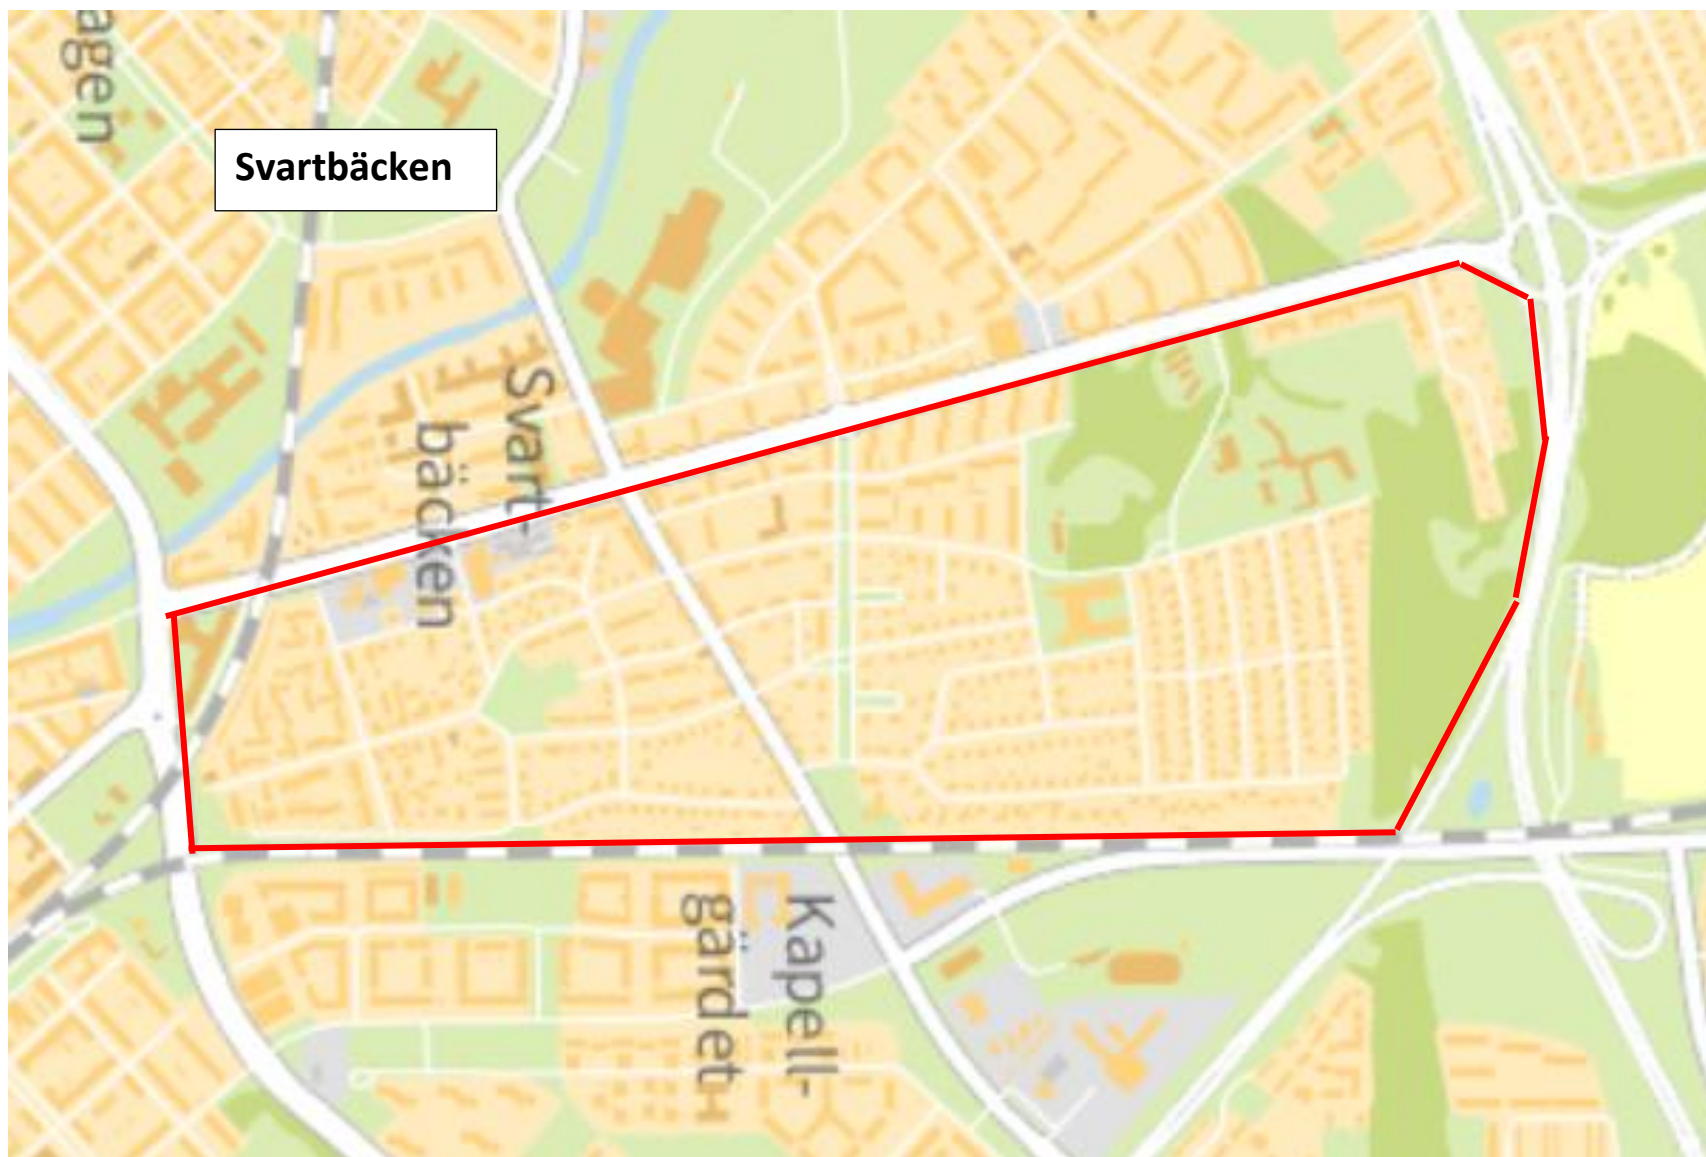 agen
Svartbäcken
Svart-
bäcken
Kapell-
gärdet